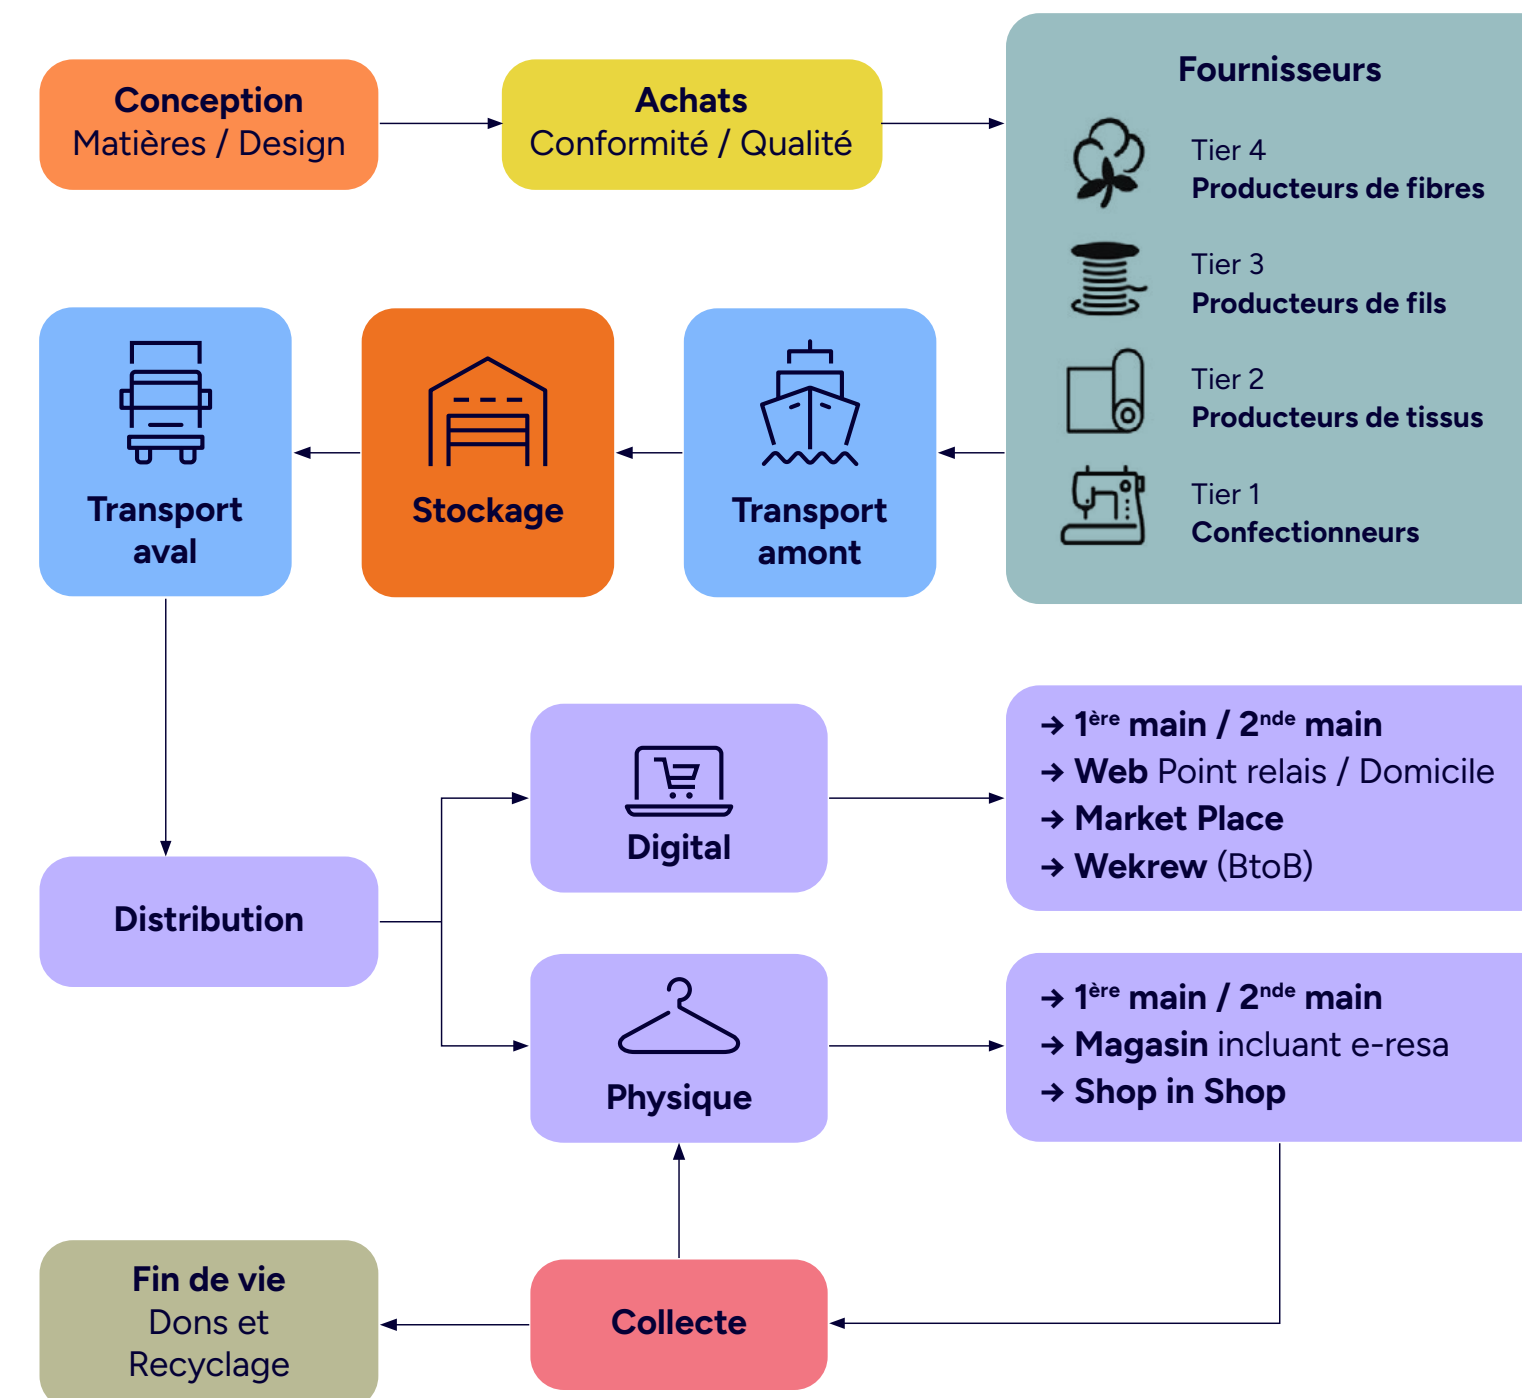 Conception
Matières / Design
Achats
Conformité / Qualité
Fournisseurs
Tier 4
Producteurs de fibres
Tier 3
Producteurs de fils
Tier 2
Producteurs de tissus
Tier 1
Confectionneurs
Transport
aval
Stockage
Transport
amont
Distribution
Digital
→ 1ère main / 2nde main
→ Web Point relais / Domicile
→ Market Place
→ Wekrew (BtoB)
Physique
→ 1ère main / 2nde main
→ Magasin incluant e-resa
→ Shop in Shop
Fin de vie
Dons et
Recyclage
Collecte